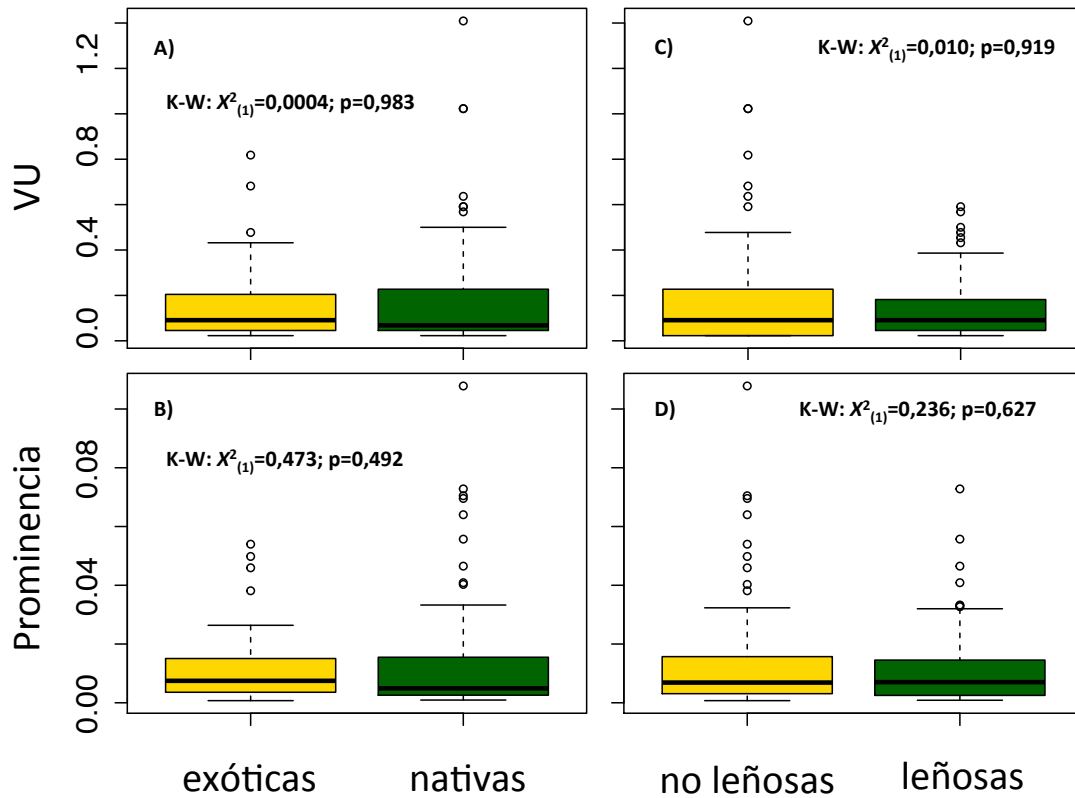 A)
K-W: X²(1)=0,0004; p=0,983
C)
K-W: X²(1)=0,010; p=0,919
VU
0.0
0.4
0.8
1.2
B)
K-W: X²(1)=0,473; p=0,492
D)
K-W: X²(1)=0,236; p=0,627
Prominencia
0.00
0.04
0.08
exóticas
nativas
no leñosas
leñosas